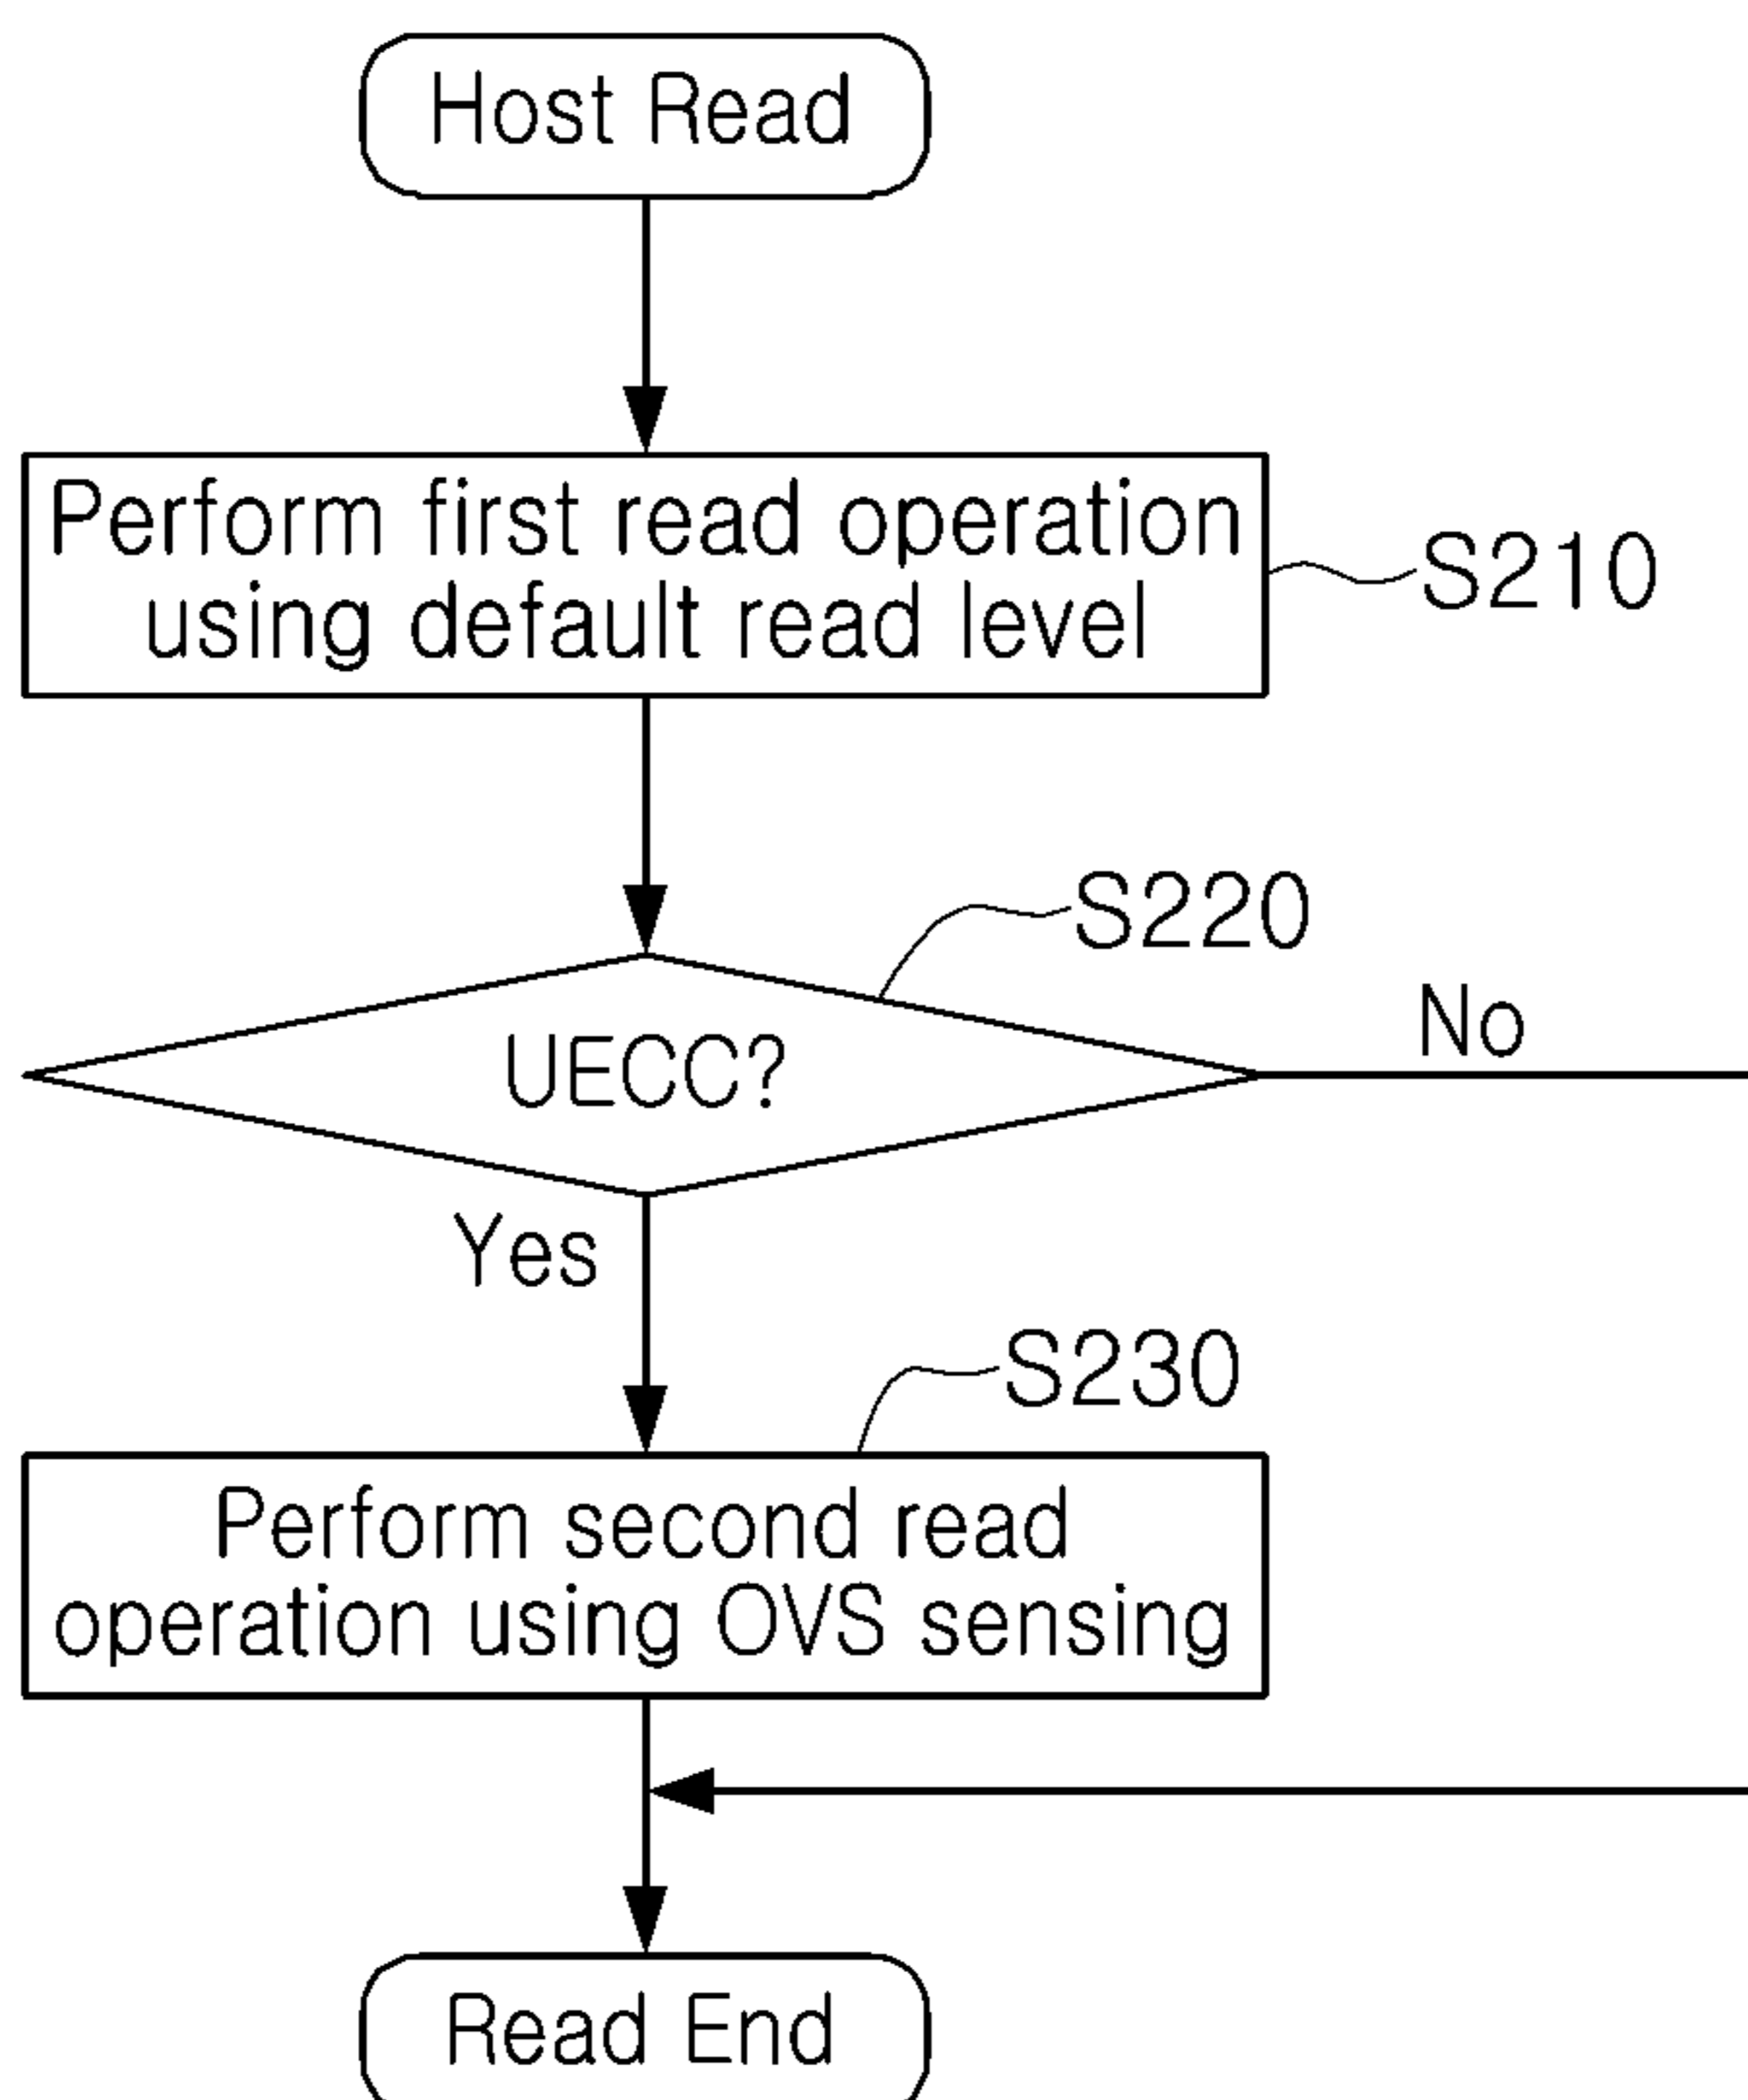 Host Read
Perform first read operation
using default read level
S210
S220
UECC?
No
Yes
S230
Perform second read
operation using OVS sensing
Read End